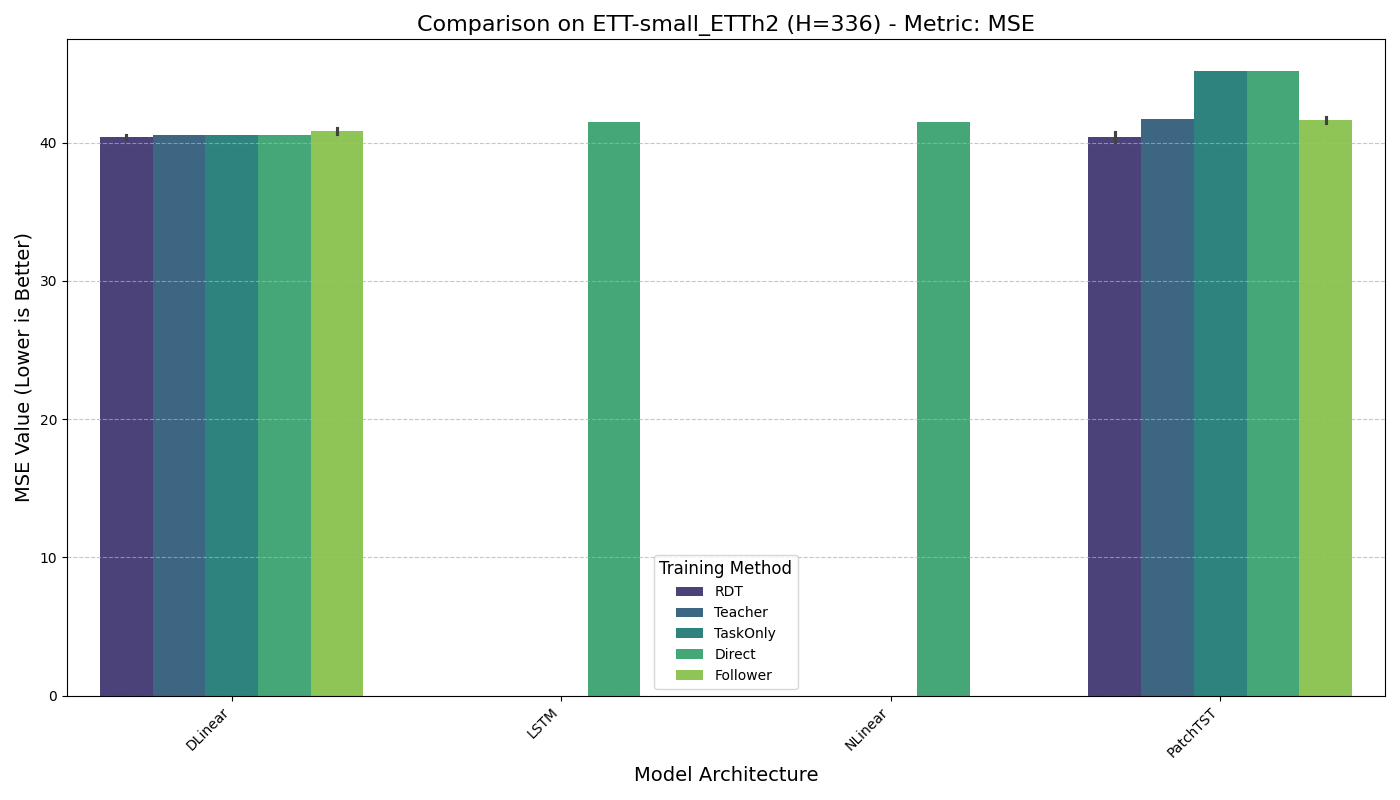 Comparison on ETT-small_ETTh2 (H=336) - Metric: MSE
MSE Value (Lower is Better)
40
30
20
10
0
Training Method
RDT
Teacher
TaskOnly
Direct
Follower
DLinear
LSTM
NLinear
PatchTST
Model Architecture